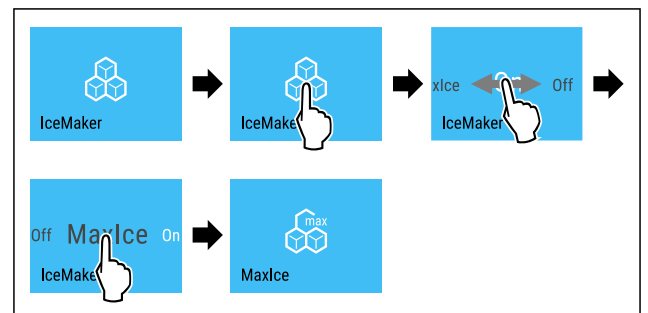 IceMaker
IceMake
xIce Off
IceMaker
Off MaxIce On
IceMake
max
MaxIce